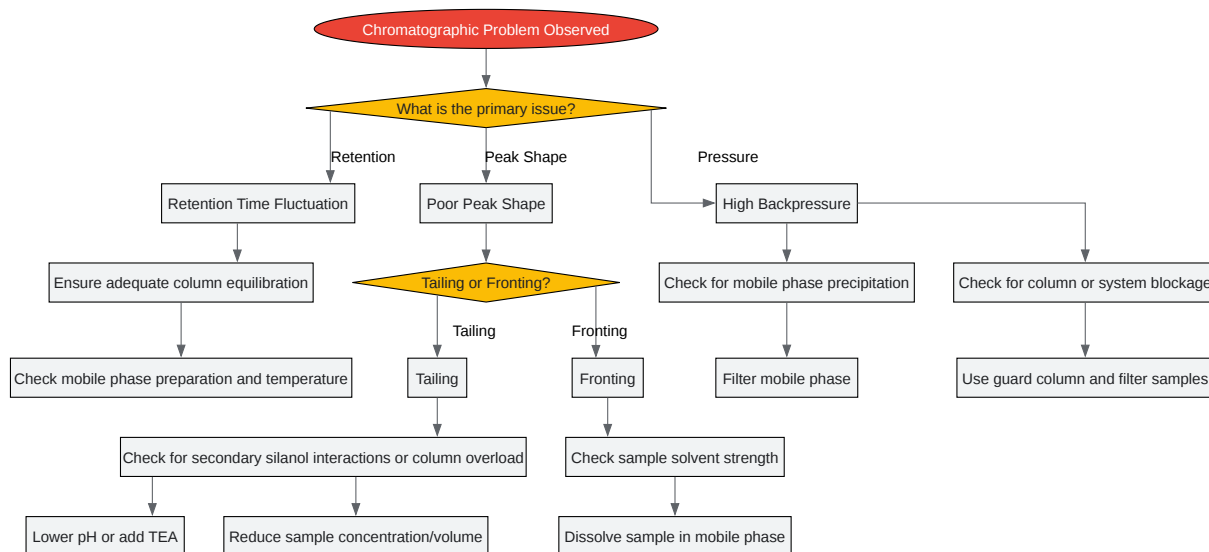 Chromatographic Problem Observed
What is the primary issue?
Retention
Peak Shape
Pressure
Retention Time Fluctuation
Poor Peak Shape
High Backpressure
Ensure adequate column equilibration
Tailing or Fronting?
Check for mobile phase precipitation
Check for column or system blockage
Tailing
Fronting
Check mobile phase preparation and temperature
Tailing
Fronting
Filter mobile phase
Use guard column and filter samples
Check for secondary silanol interactions or column overload
Check sample solvent strength
Lower pH or add TEA
Reduce sample concentration/volume
Dissolve sample in mobile phase